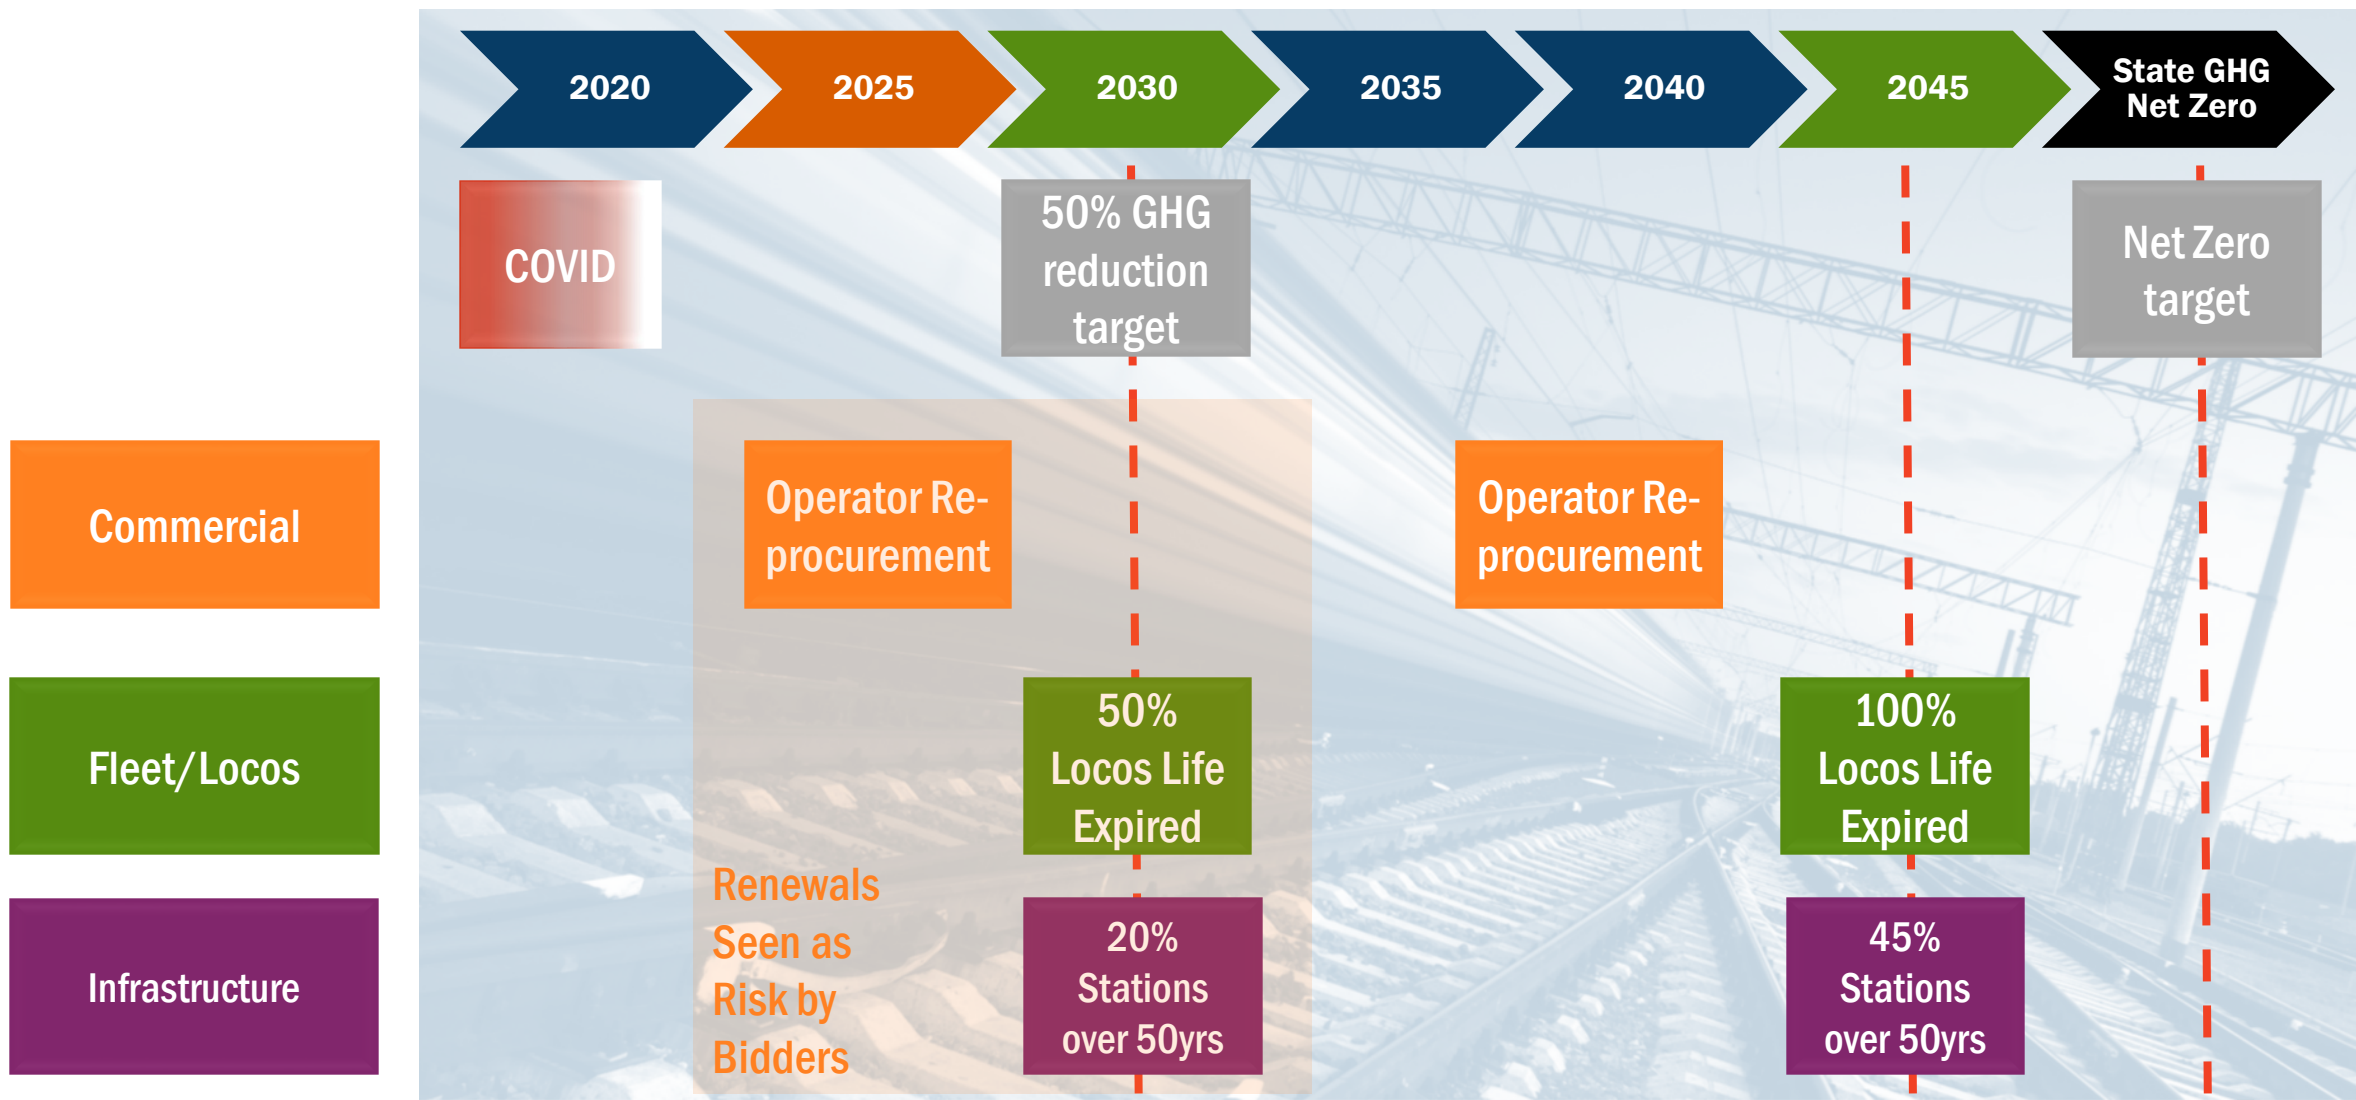 2020
2025
2030
2035
2040
2045
State GHG
Net Zero
COVID
50% GHG
reduction
target
Net Zero
target
Commercial
Operator Re-
procurement
Operator Re-
procurement
Fleet/Locos
50%
Locos Life
Expired
100%
Locos Life
Expired
Renewals
Seen as
Risk by
Bidders
Infrastructure
20%
Stations
over 50yrs
45%
Stations
over 50yrs